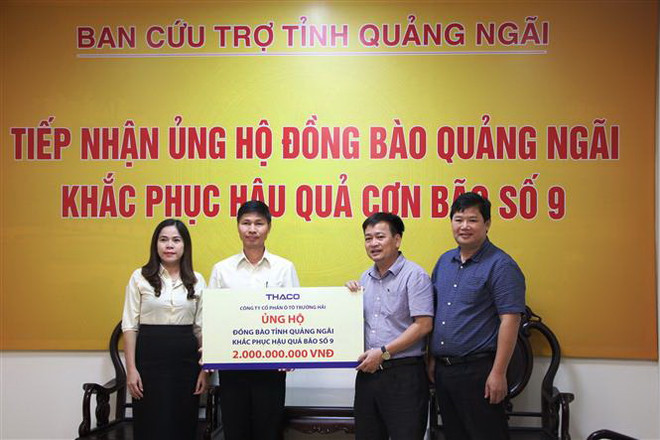 BAN CỨU TRỢ TỈNH QUẢNG NGÃI
TIẾP NHẬN ỦNG HỘ ĐỒNG BÀO QUẢNG NGÃI
KHẮC PHỤC HẬU QUẢ CƠN BÃO SỐ 9
THACO
CÔNG TY CỔ PHẦN Ô TÔ TRƯỜNG HẢI
ỦNG HỘ
ĐỒNG BÀO TỈNH QUẢNG NGÃI
KHẮC PHỤC HẬU QUẢ BÃO SỐ 9
2.000.000.000 VNĐ